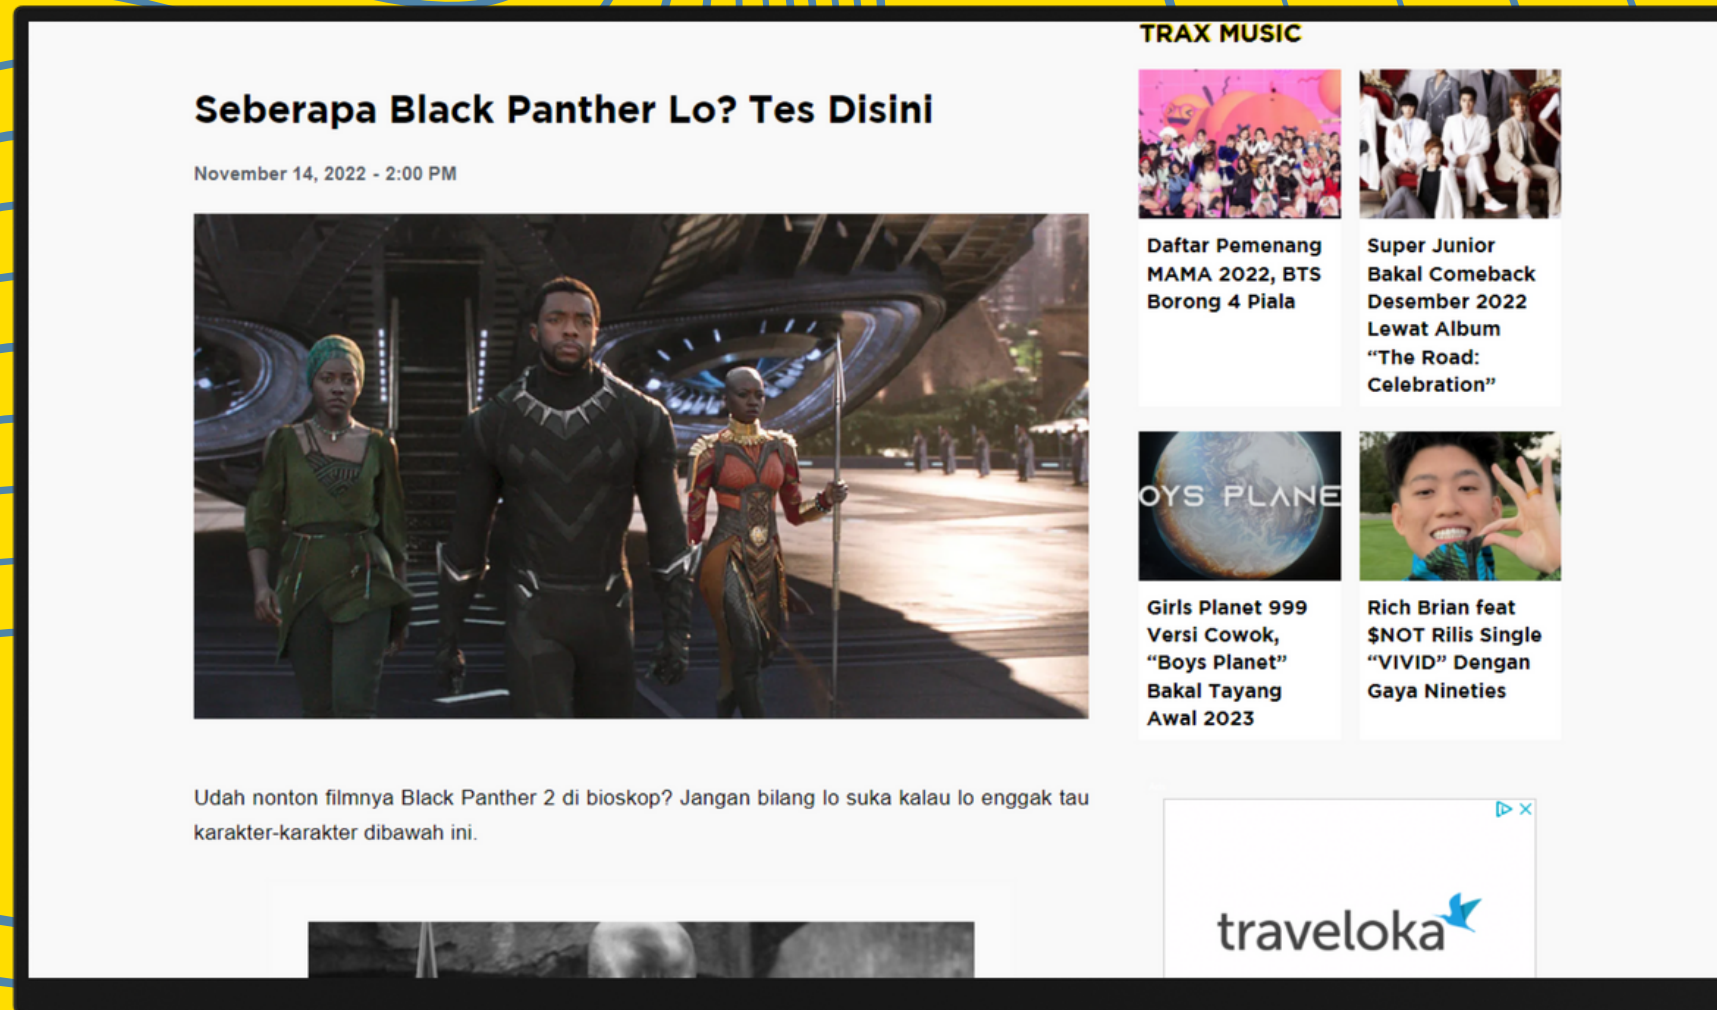 Seberapa Black Panther Lo? Tes Disini
November 14, 2022 - 2:00 PM
Udah nonton filmnya Black Panther 2 di bioskop? Jangan bilang lo suka kalau lo enggak tau
karakter-karakter dibawah ini.
TRAX MUSIC
Daftar Pemenang
MAMA 2022, BTS
Borong 4 Piala
Super Junior
Bakal Comeback
Desember 2022
Lewat Album
“The Road:
Celebration”
OYS PLANE
Girls Planet 999
Versi Cowok,
“Boys Planet”
Bakal Tayang
Awal 2023
Rich Brian feat
$NOT Rilis Single
“VIVID” Dengan
Gaya Nineties
traveloka